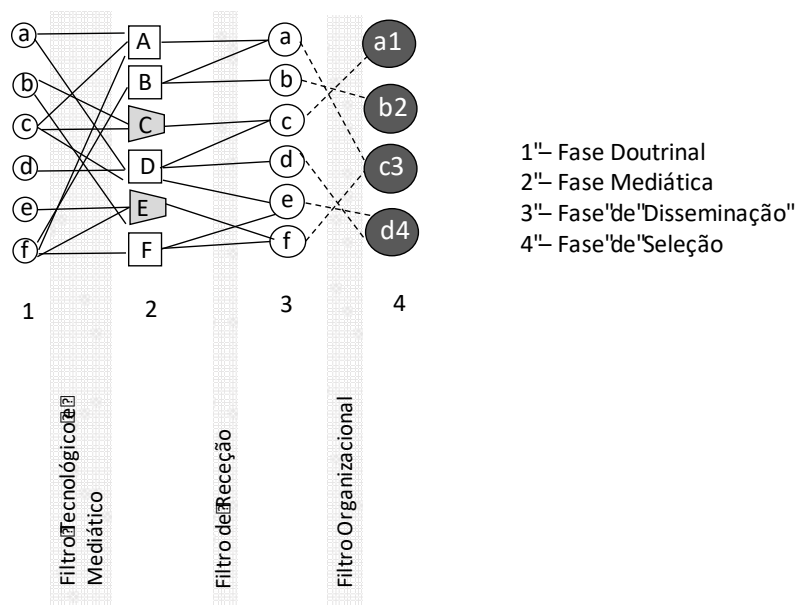 a A a a1
b B b b2
c C c c3
d D d d4
e E e
f F f
1 2 3 4
1"– Fase Doutrinal
2"– Fase Mediática
3"– Fase"de"Disseminação"
4"– Fase"de"Seleção
Filtro Tecnológico e
Mediático
Filtro de Receção
Filtro Organizacional